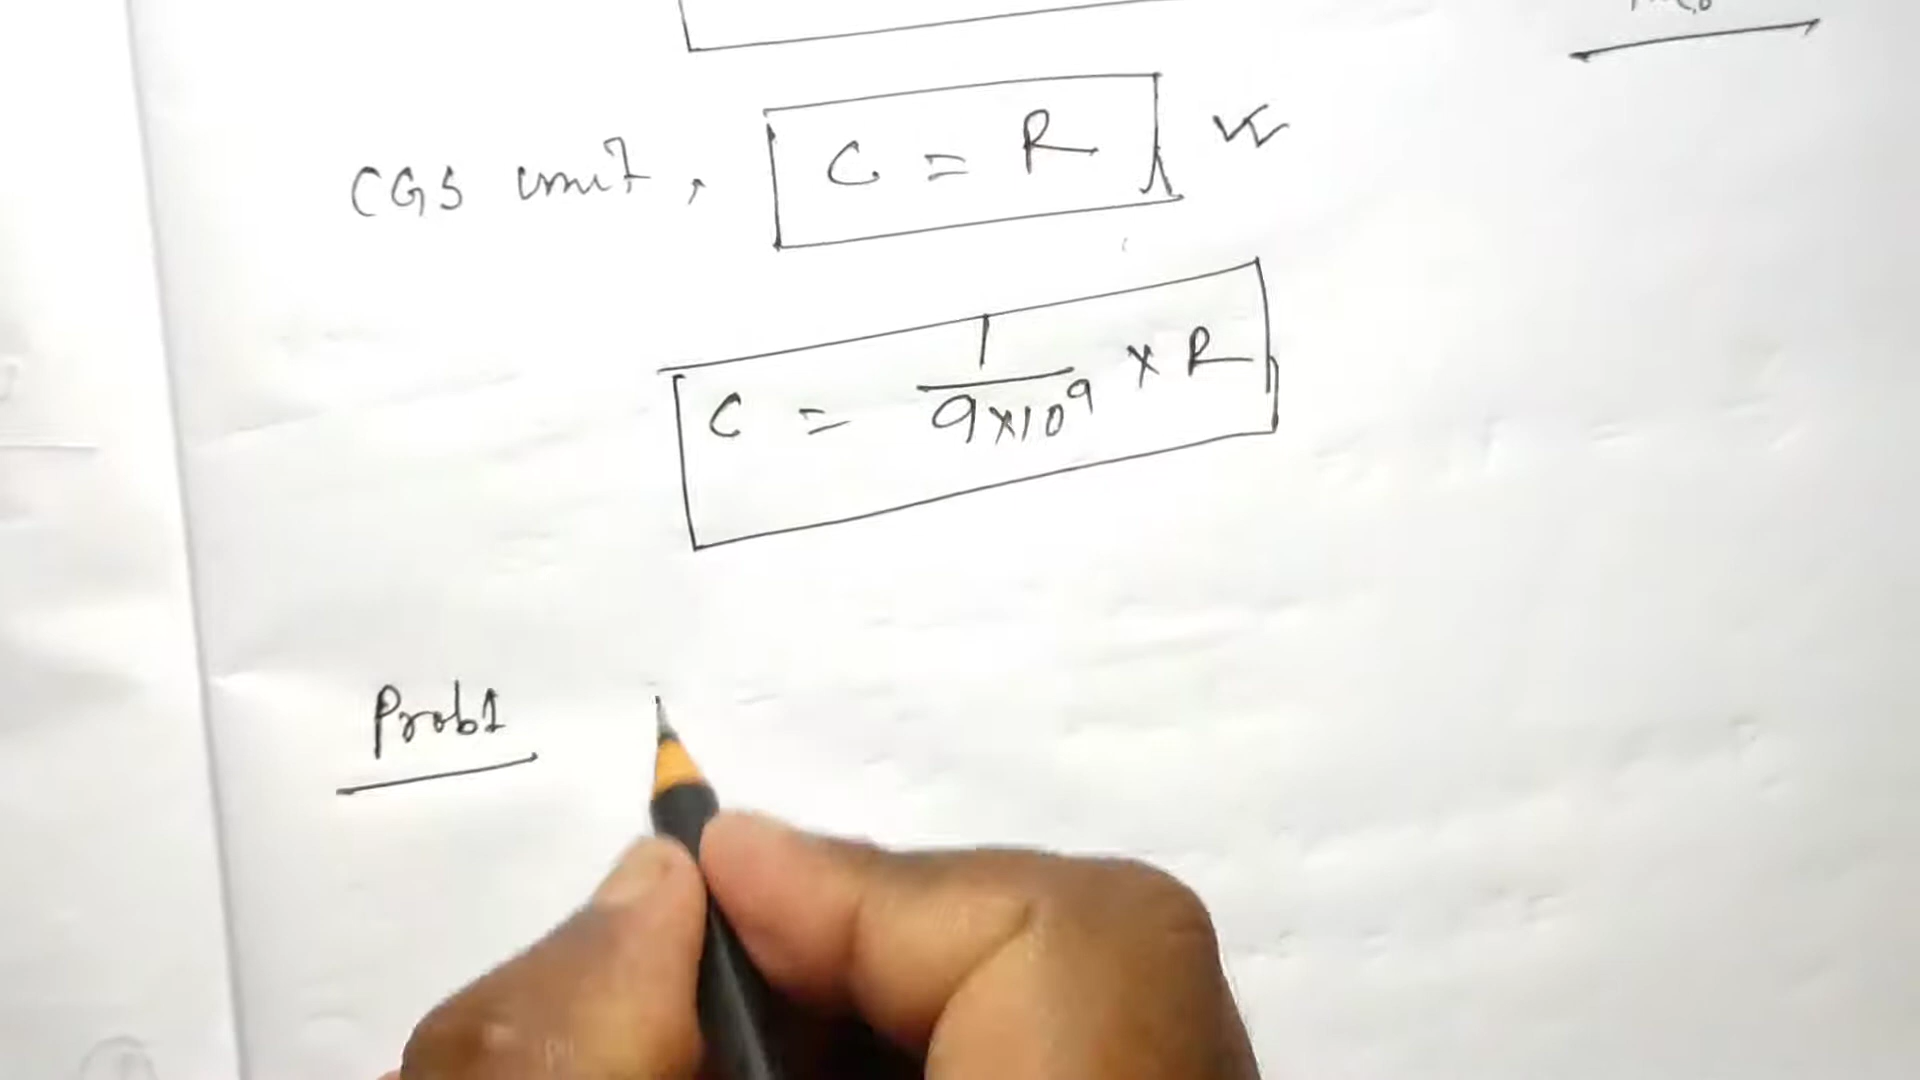 CGS unit, C = R
C = 1/9×10⁹ × R
Prob1